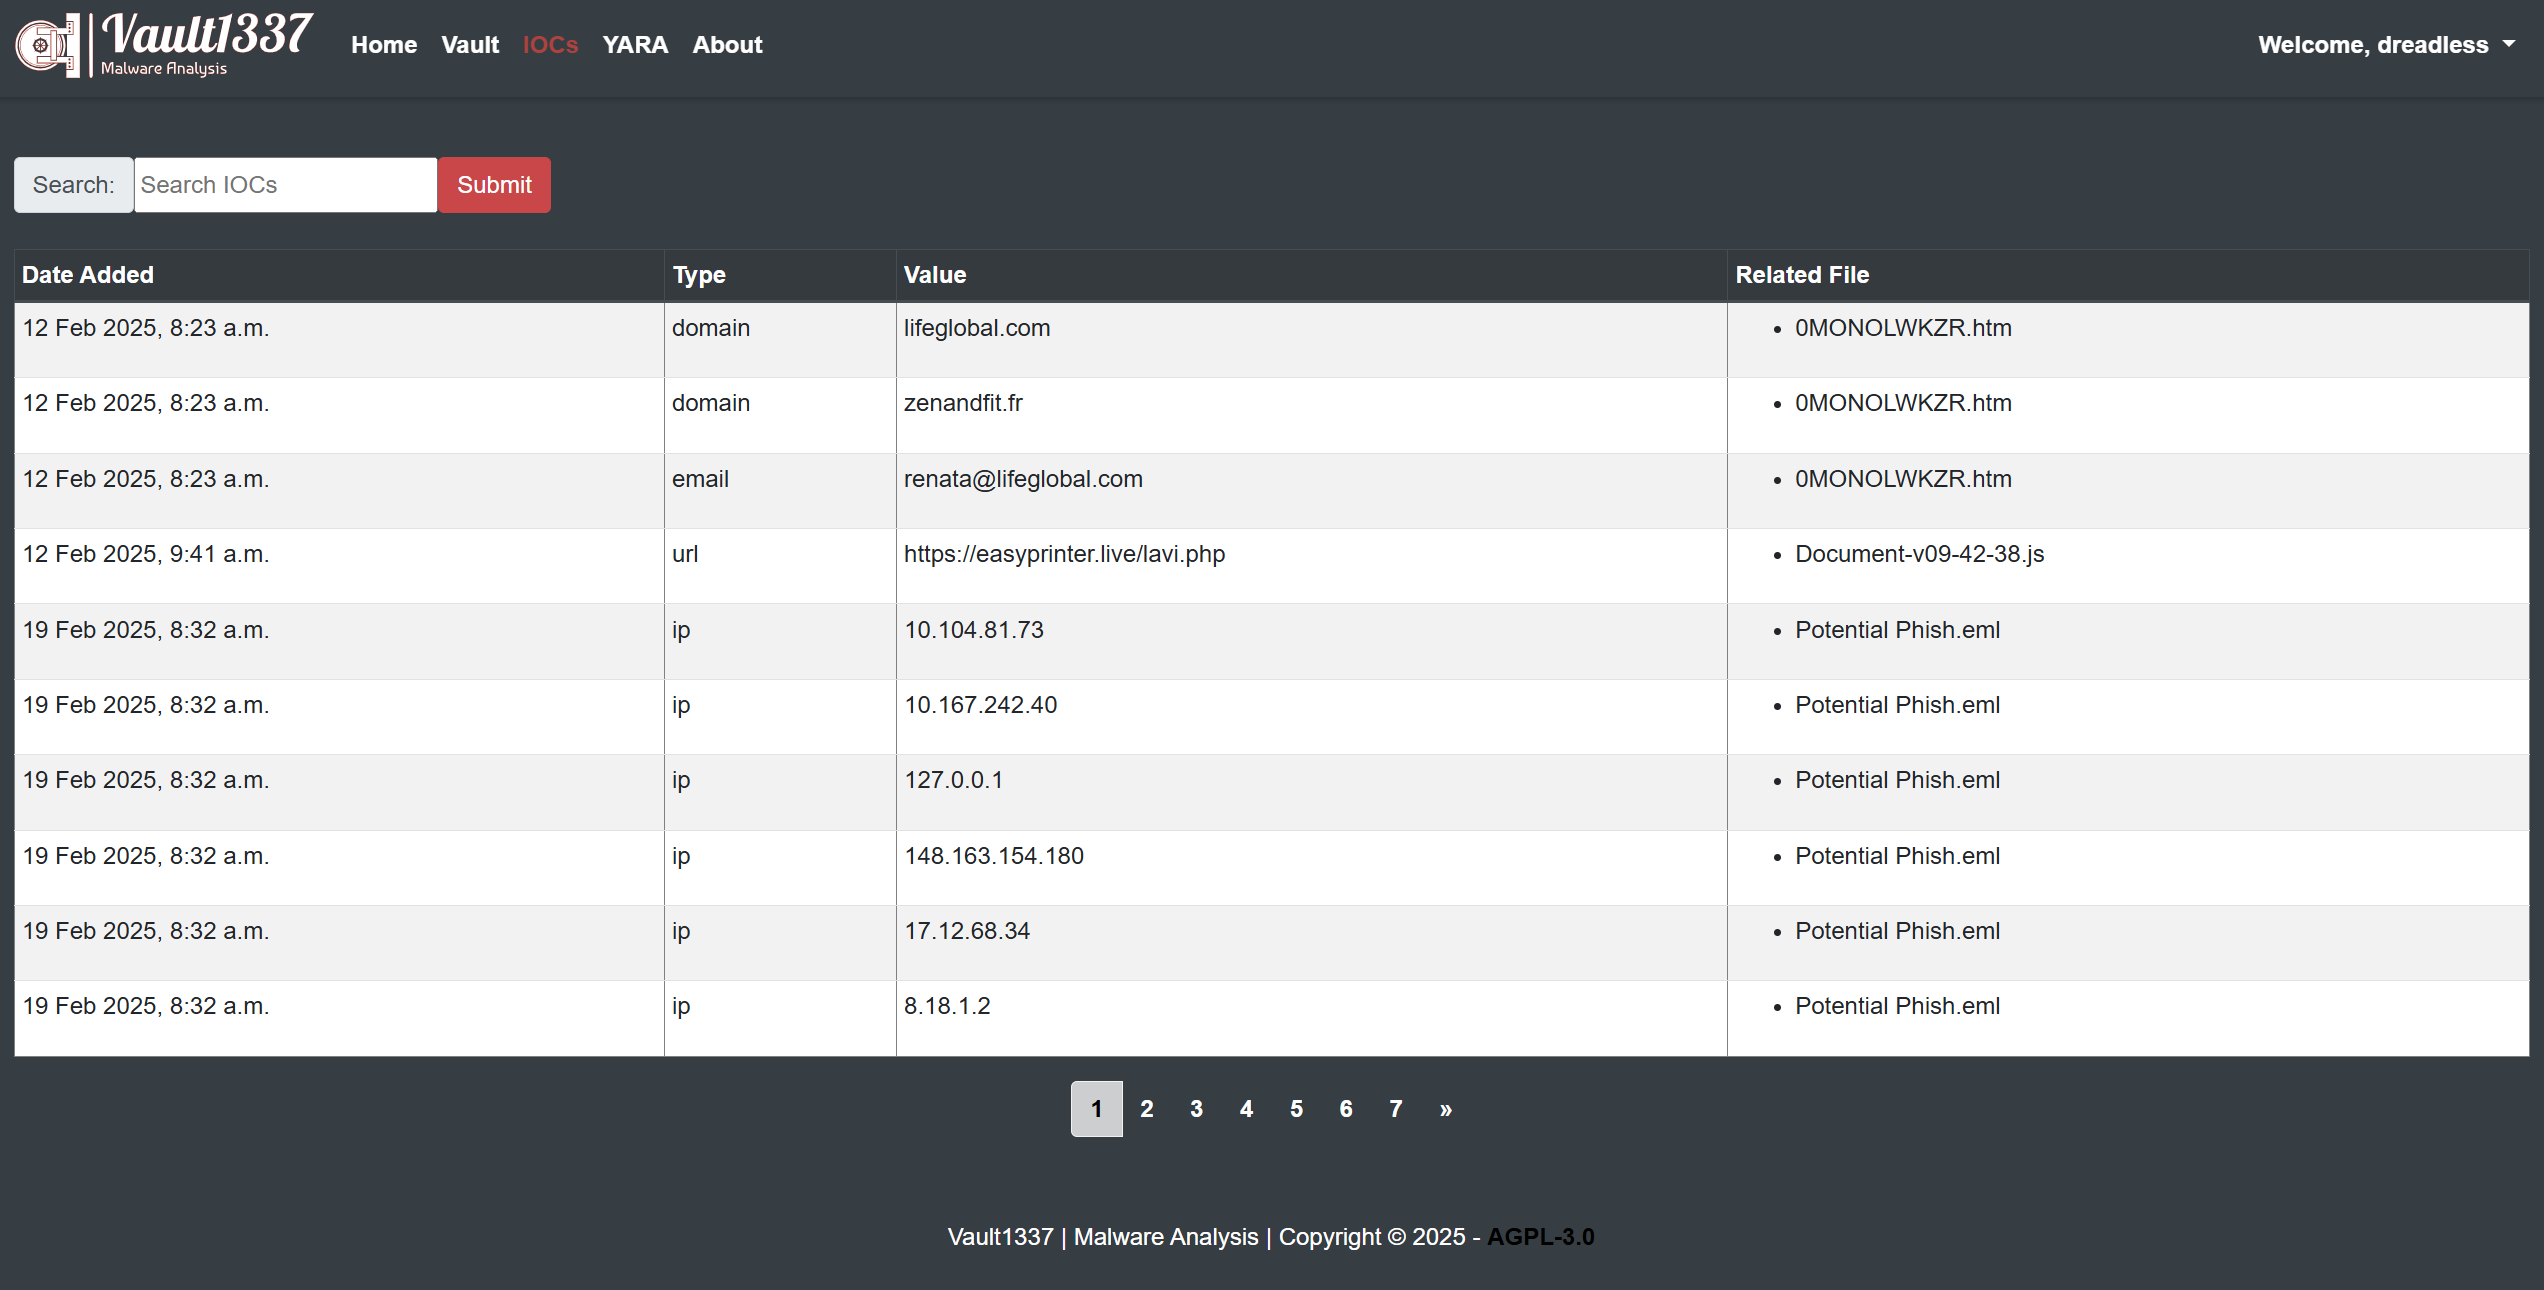 Vault1337
Malware Analysis
Home Vault IOCs YARA About
Welcome, dreadless
Search: Search IOCs Submit
Date Added Type Value Related File
12 Feb 2025, 8:23 a.m. domain lifeglobal.com • 0MONOLWKZR.htm
12 Feb 2025, 8:23 a.m. domain zenandfit.fr • 0MONOLWKZR.htm
12 Feb 2025, 8:23 a.m. email renata@lifeglobal.com • 0MONOLWKZR.htm
12 Feb 2025, 9:41 a.m. url https://easyprinter.live/lavi.php • Document-v09-42-38.js
19 Feb 2025, 8:32 a.m. ip 10.104.81.73 • Potential Phish.eml
19 Feb 2025, 8:32 a.m. ip 10.167.242.40 • Potential Phish.eml
19 Feb 2025, 8:32 a.m. ip 127.0.0.1 • Potential Phish.eml
19 Feb 2025, 8:32 a.m. ip 148.163.154.180 • Potential Phish.eml
19 Feb 2025, 8:32 a.m. ip 17.12.68.34 • Potential Phish.eml
19 Feb 2025, 8:32 a.m. ip 8.18.1.2 • Potential Phish.eml
1 2 3 4 5 6 7 »
Vault1337 | Malware Analysis | Copyright © 2025 - AGPL-3.0